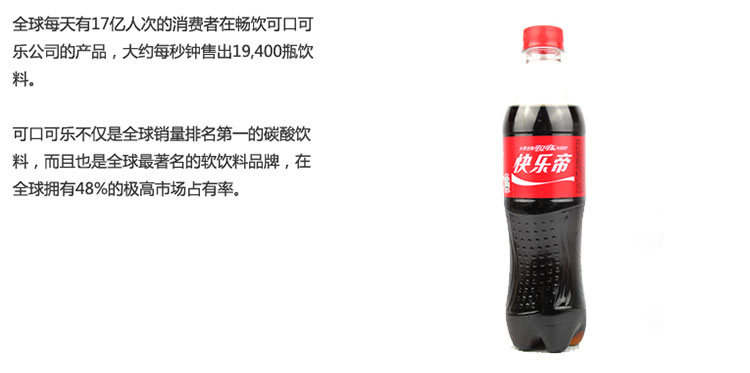 全球每天有17亿人次的消费者在畅饮可口可
乐公司的产品，大约每秒钟售出19,400瓶饮
料。
可口可乐不仅是全球销量排名第一的碳酸饮
料，而且也是全球最著名的软饮料品牌，在
全球拥有48%的极高市场占有率。
快乐帝